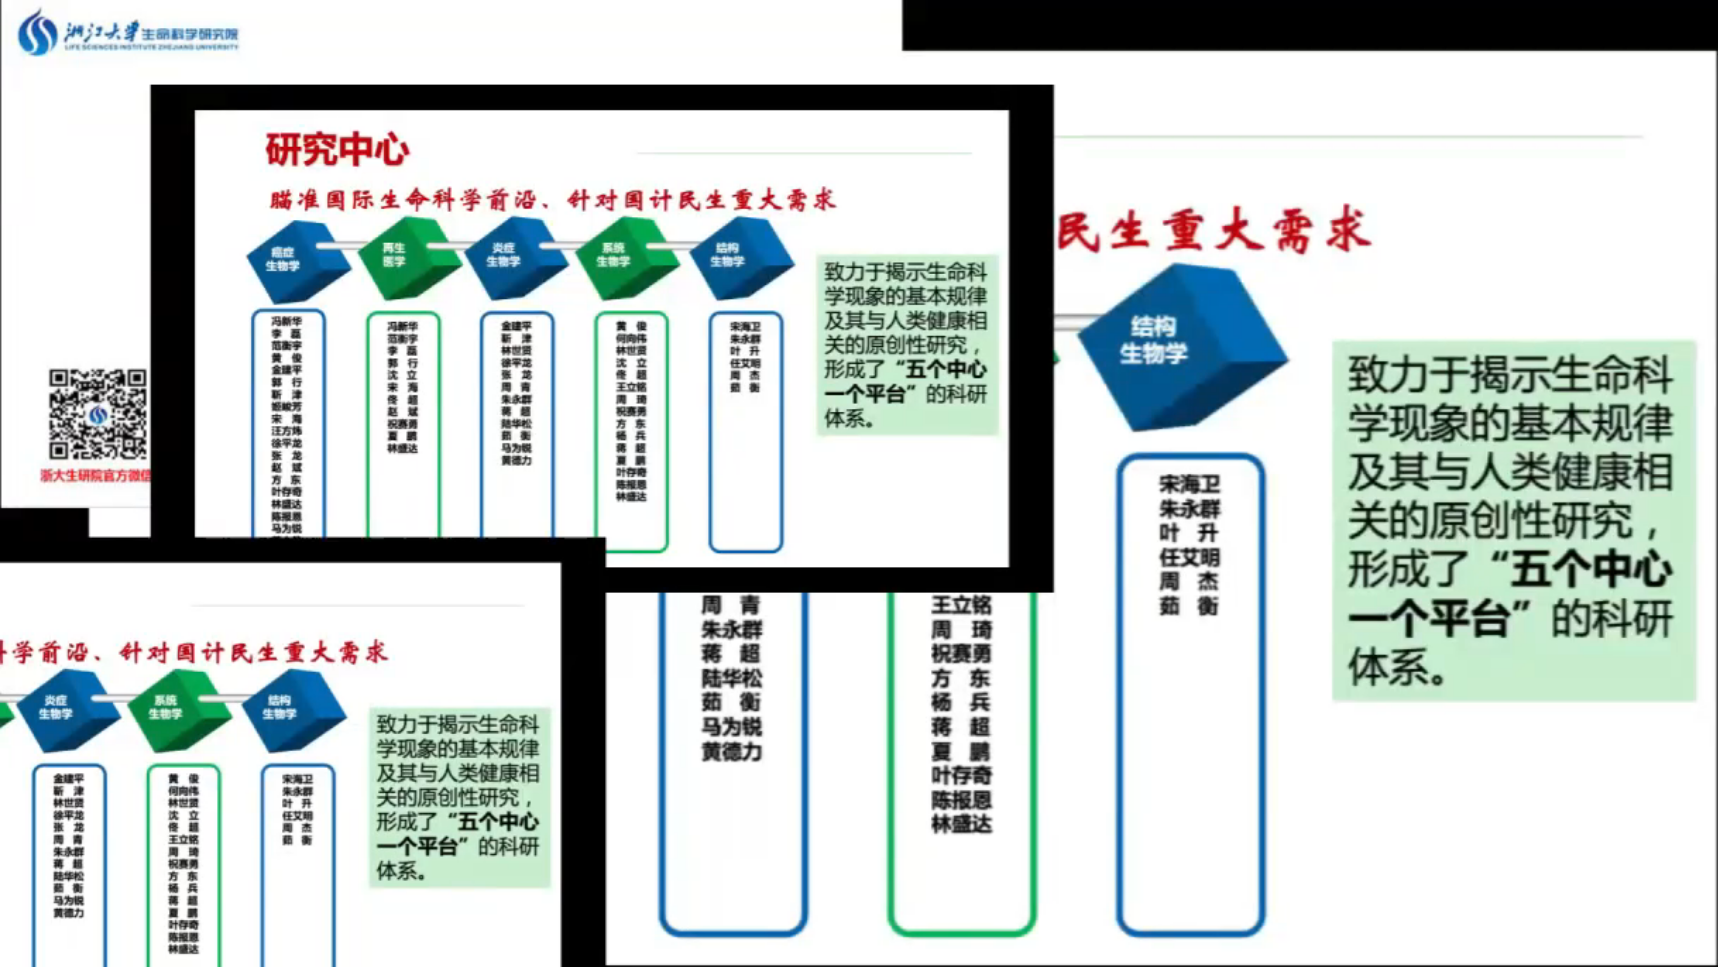 浙江大学生命科学研究院
LIFE SCIENCES INSTITUTE ZHEJIANG UNIVERSITY
浙大生研院官方微信
研究中心
瞄准国际生命科学前沿、针对国计民生重大需求
癌症
生物学
再生
医学
炎症
生物学
系统
生物学
结构
生物学
冯新华
李 磊
范衡宇
黄 俊
金建平
郭 行
靳 津
姬峻芳
宋 海
汪方炜
徐平龙
张 龙
赵 斌
方 东
叶存奇
林盛达
陈报恩
马为锐
冯新华
范衡宇
李 磊
郭 行
沈 立
宋 海
佟 超
赵 斌
祝赛勇
夏 鹏
林盛达
金建平
靳 津
林世贤
徐平龙
张 龙
周 青
朱永群
蒋 超
陆华松
茹 衡
马为锐
黄德力
黄 俊
何向伟
林世贤
沈 立
佟 超
王立铭
周 琦
祝赛勇
方 东
杨 兵
蒋 超
夏 鹏
叶存奇
陈报恩
林盛达
宋海卫
朱永群
叶 升
任艾明
周 杰
茹 衡
致力于揭示生命科
学现象的基本规律
及其与人类健康相
关的原创性研究，
形成了“五个中心
一个平台”的科研
体系。
民生重大需求
结构
生物学
周 青
朱永群
蒋 超
陆华松
茹 衡
马为锐
黄德力
王立铭
周 琦
祝赛勇
方 东
杨 兵
蒋 超
夏 鹏
叶存奇
陈报恩
林盛达
宋海卫
朱永群
叶 升
任艾明
周 杰
茹 衡
致力于揭示生命科
学现象的基本规律
及其与人类健康相
关的原创性研究，
形成了“五个中心
一个平台”的科研
体系。
科学前沿、针对国计民生重大需求
炎症
生物学
系统
生物学
结构
生物学
金建平
靳 津
林世贤
徐平龙
张 龙
周 青
朱永群
蒋 超
陆华松
茹 衡
马为锐
黄德力
黄 俊
何向伟
林世贤
沈 立
佟 超
王立铭
周 琦
祝赛勇
方 东
杨 兵
蒋 超
夏 鹏
叶存奇
陈报恩
林盛达
宋海卫
朱永群
叶 升
任艾明
周 杰
茹 衡
致力于揭示生命科
学现象的基本规律
及其与人类健康相
关的原创性研究，
形成了“五个中心
一个平台”的科研
体系。